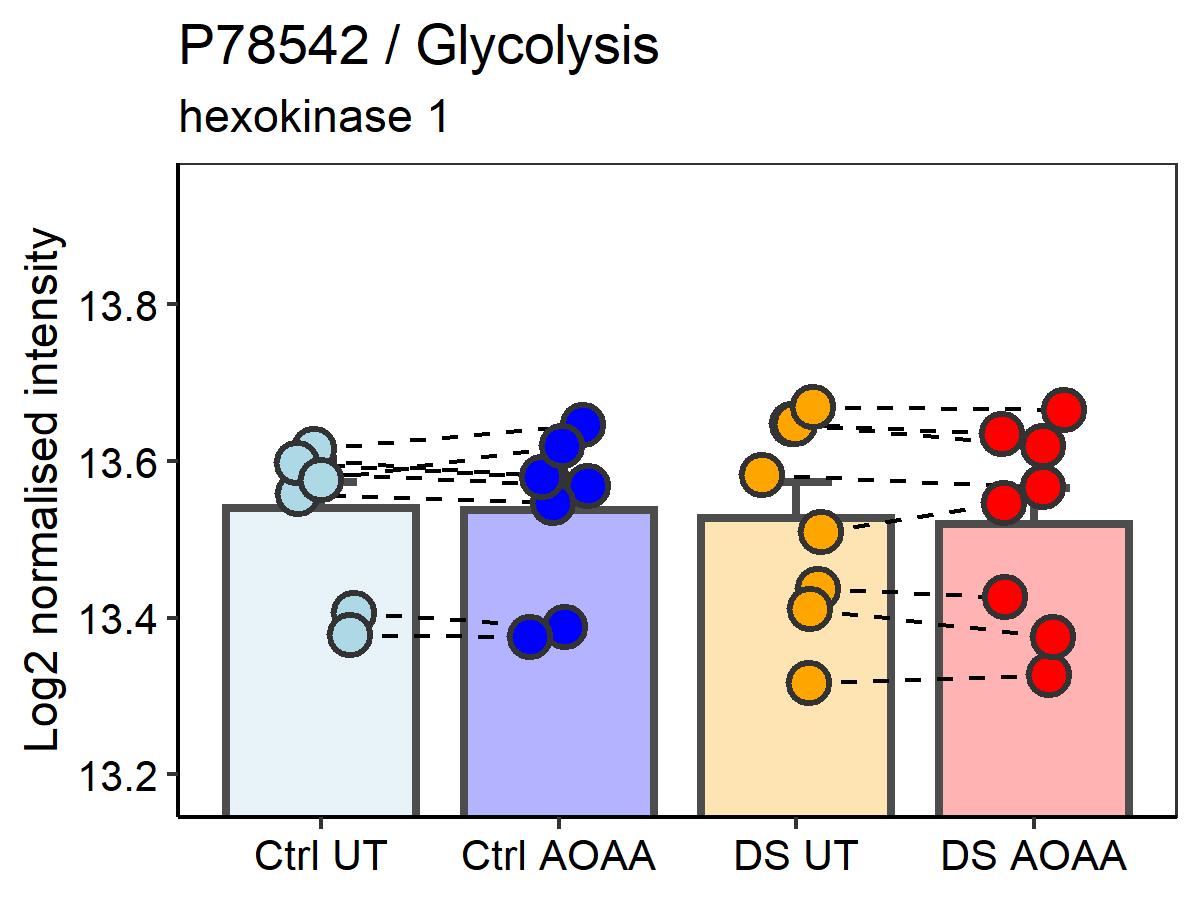 P78542 / Glycolysis
hexokinase 1
Log2 normalised intensity
13.8
13.6
13.4
13.2
Ctrl UT
Ctrl AOAA
DS UT
DS AOAA